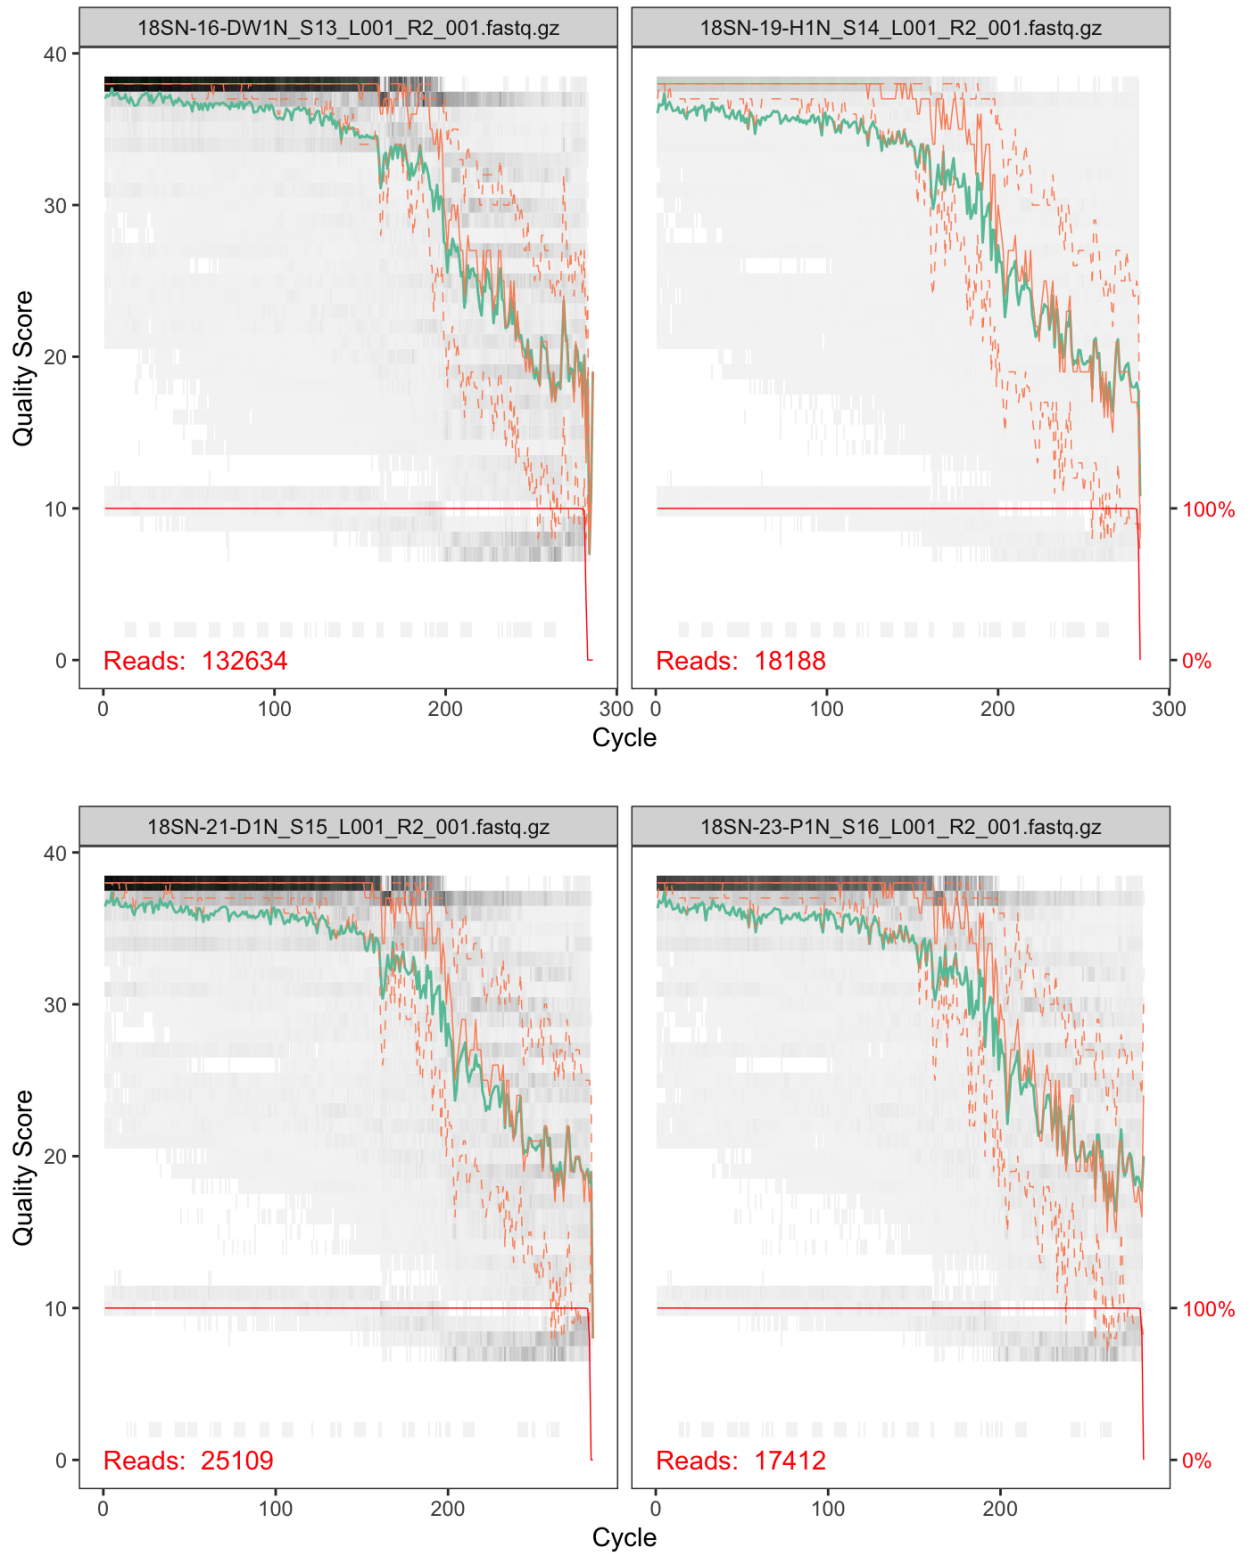 18SN-16-DW1N_S13_L001_R2_001.fastq.gz
18SN-19-H1N_S14_L001_R2_001.fastq.gz
Quality Score
40
30
20
10
0
Reads: 132634
Reads: 18188
100%
0%
0
100
200
300
0
100
200
300
Cycle
18SN-21-D1N_S15_L001_R2_001.fastq.gz
18SN-23-P1N_S16_L001_R2_001.fastq.gz
Quality Score
40
30
20
10
0
Reads: 25109
Reads: 17412
100%
0%
0
100
200
0
100
200
Cycle